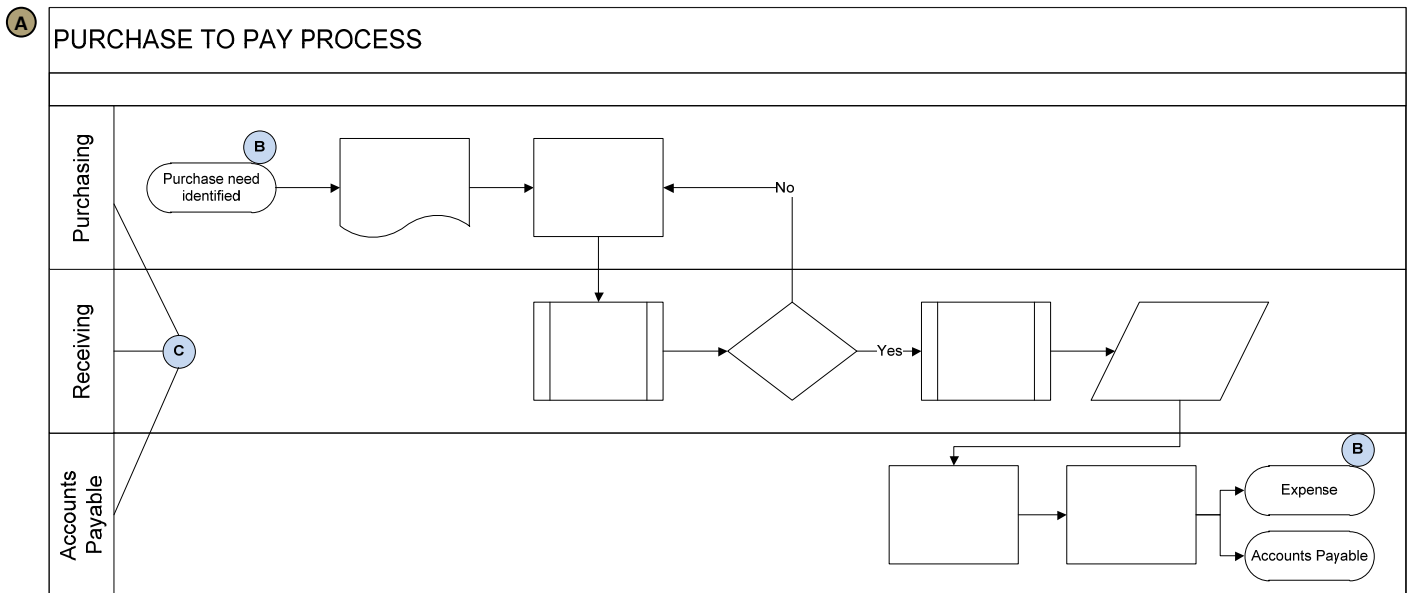 A
PURCHASE TO PAY PROCESS
Purchasing
B
Purchase need
identified
No
Receiving
C
Yes
Accounts
Payable
B
Expense
Accounts Payable